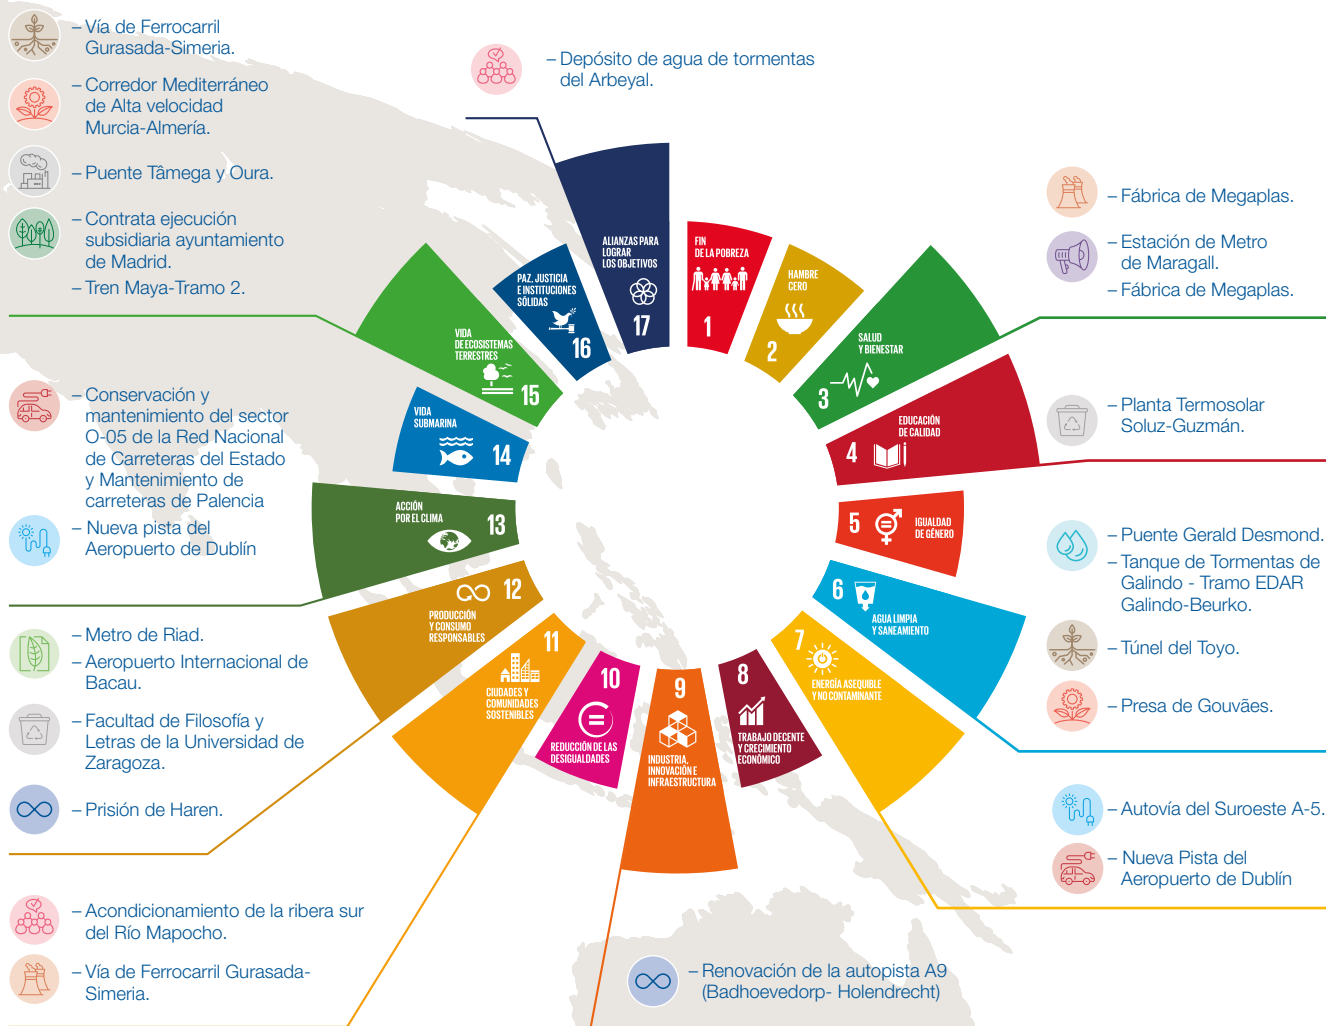 – Vía de Ferrocarril
Gurasada-Simeria.
– Corredor Mediterráneo
de Alta velocidad
Murcia-Almería.
– Puente Tâmega y Oura.
– Contrata ejecución
subsidiaria ayuntamiento
de Madrid.
– Tren Maya-Tramo 2.
– Depósito de agua de tormentas
del Arbeyal.
– Fábrica de Megaplas.
– Estación de Metro
de Maragall.
– Fábrica de Megaplas.
– Planta Termosolar
Soluz-Guzmán.
– Puente Gerald Desmond.
– Tanque de Tormentas de
Galindo - Tramo EDAR
Galindo-Beurko.
– Túnel del Toyo.
– Presa de Gouvães.
– Autovía del Suroeste A-5.
– Nueva Pista del
Aeropuerto de Dublín
– Conservación y
mantenimiento del sector
O-05 de la Red Nacional
de Carreteras del Estado
y Mantenimiento de
carreteras de Palencia
– Nueva pista del
Aeropuerto de Dublín
– Metro de Riad.
– Aeropuerto Internacional de
Bacau.
– Facultad de Filosofía y
Letras de la Universidad de
Zaragoza.
– Prisión de Haren.
– Acondicionamiento de la ribera sur
del Río Mapocho.
– Vía de Ferrocarril Gurasada-
Simeria.
– Renovación de la autopista A9
(Badhoevedorp- Holendrecht)
FIN
DE LA POBREZA
1
HAMBRE
CERO
2
SALUD
Y BIENESTAR
3
EDUCACIÓN
DE CALIDAD
4
5
IGUALDAD
DE GÉNERO
6
AGUA LIMPIA
Y SANEAMIENTO
7
ENERGÍA ASEQUIBLE
Y NO CONTAMINANTE
8
TRABAJO DECENTE
Y CRECIMIENTO
ECONÓMICO
9
INDUSTRIA,
INNOVACIÓN E
INFRAESTRUCTURA
10
REDUCCIÓN DE LAS
DESIGUALDADES
11
CIUDADES Y
COMUNIDADES
SOSTENIBLES
12
PRODUCCIÓN
Y CONSUMO
RESPONSABLES
ACCIÓN
POR EL CLIMA
13
VIDA
SUBMARINA
14
VIDA
DE ECOSISTEMAS
TERRESTRES
15
PAZ, JUSTICIA
E INSTITUCIONES
SÓLIDAS
16
ALIANZAS PARA
LOGRAR
LOS OBJETIVOS
17